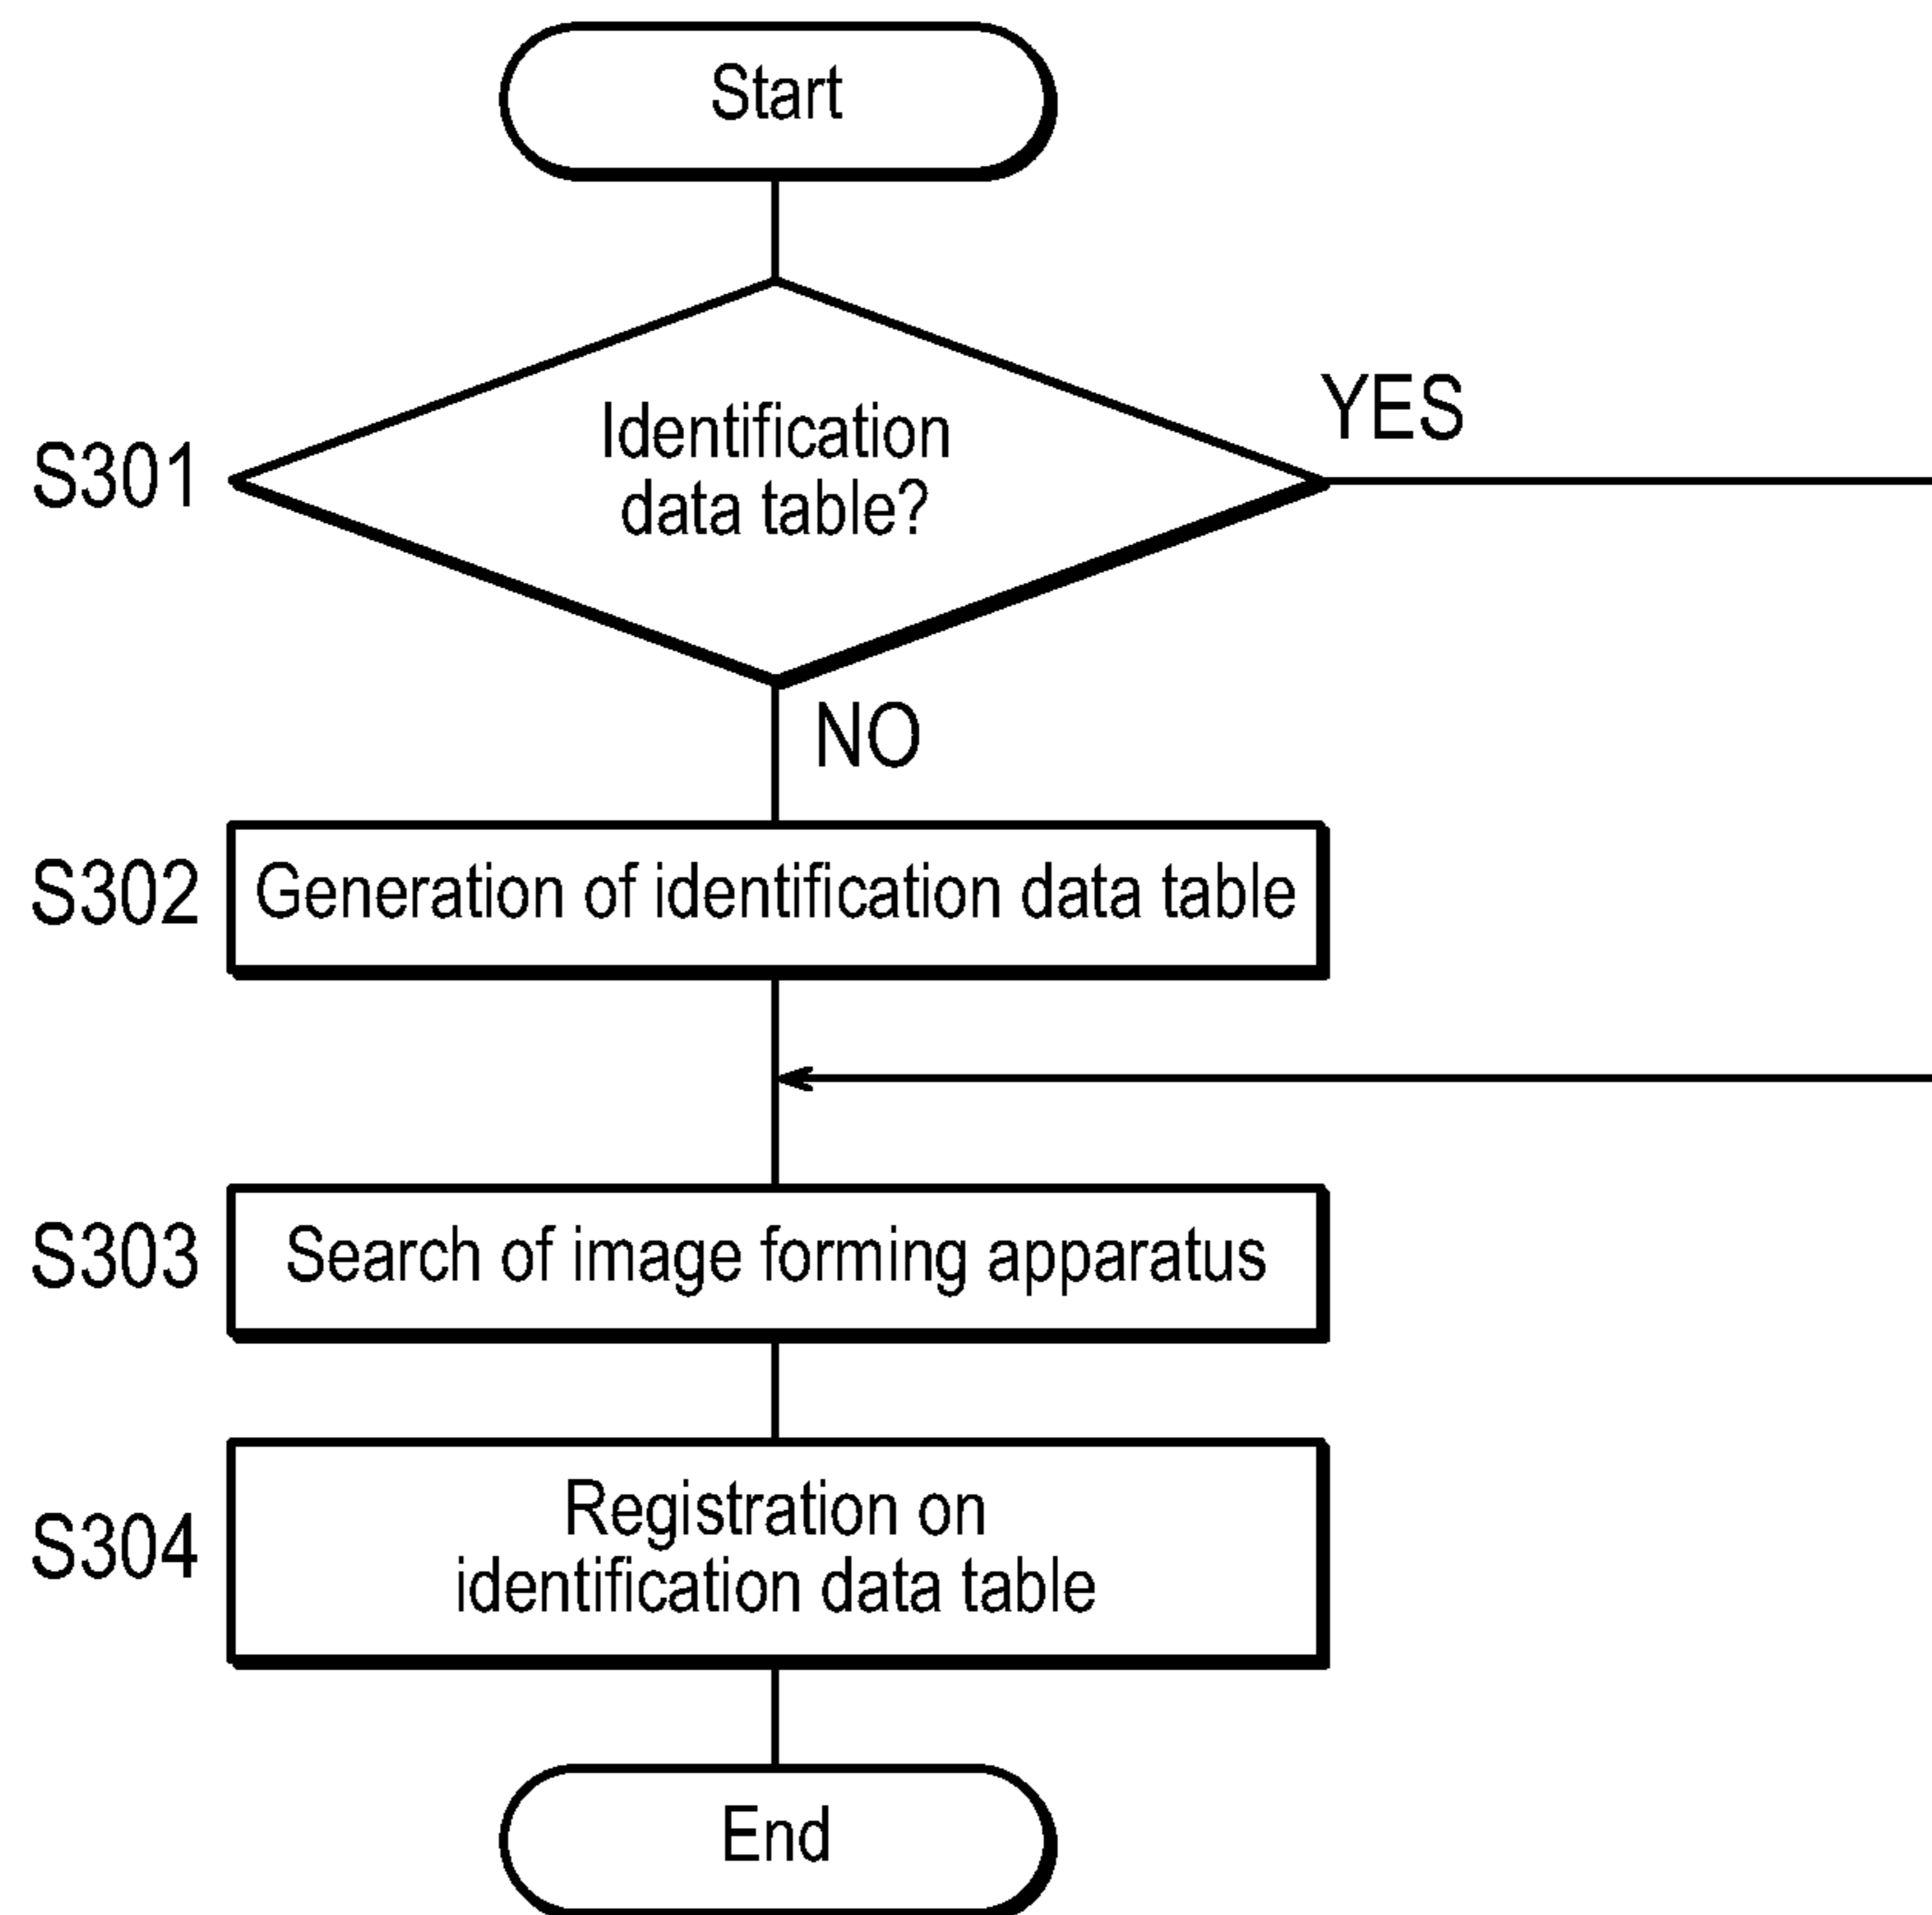 Start
S301
Identification
data table?
YES
NO
S302
Generation of identification data table
S303
Search of image forming apparatus
S304
Registration on
identification data table
End